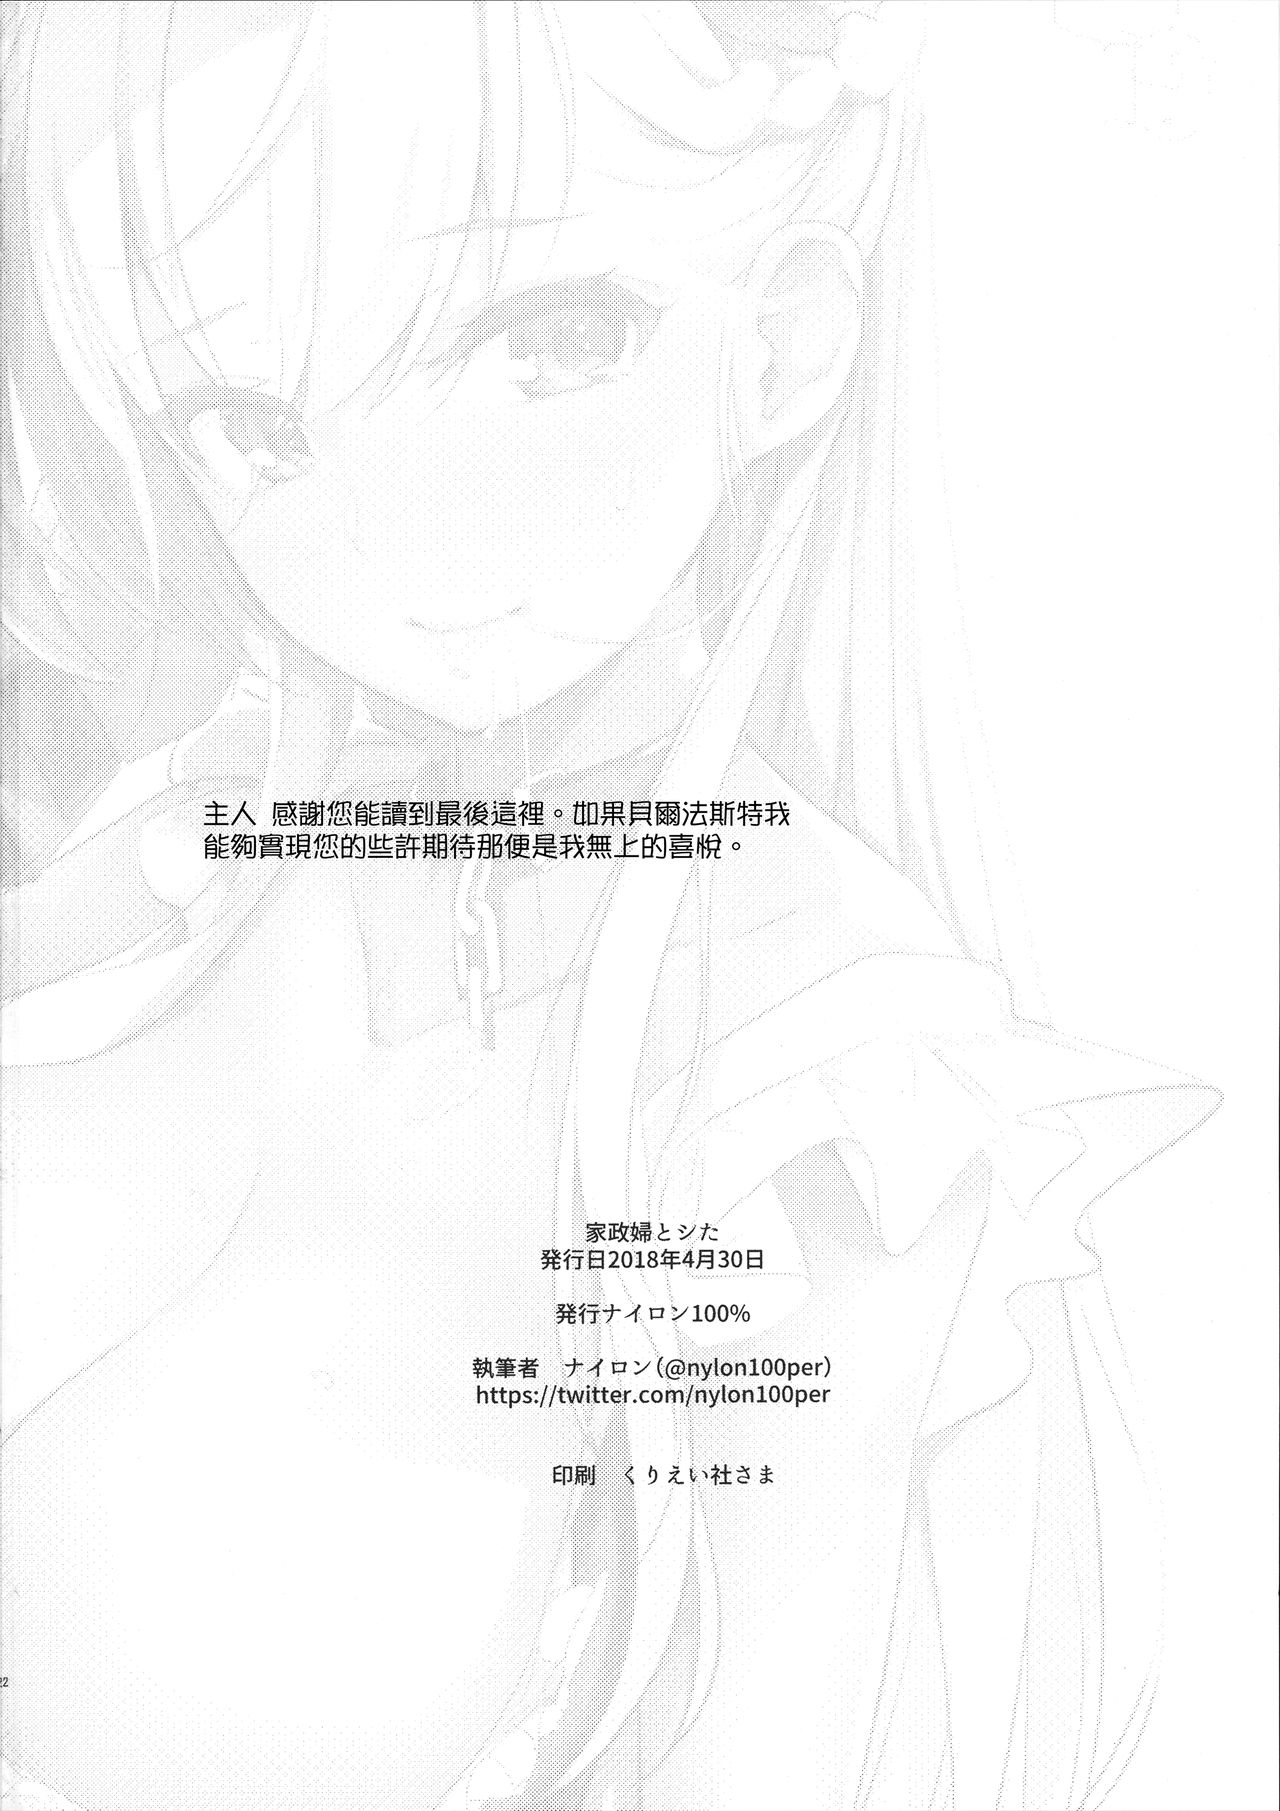 主人 感謝您能讀到最後這裡。如果貝爾法斯特我
能夠實現您的些許期待那便是我無上的喜悅。
家政婦とシた
発行日2018年4月30日
発行ナイロン100%
執筆者　ナイロン(@nylon100per)
https://twitter.com/nylon100per
印刷　くりえい社さま
22